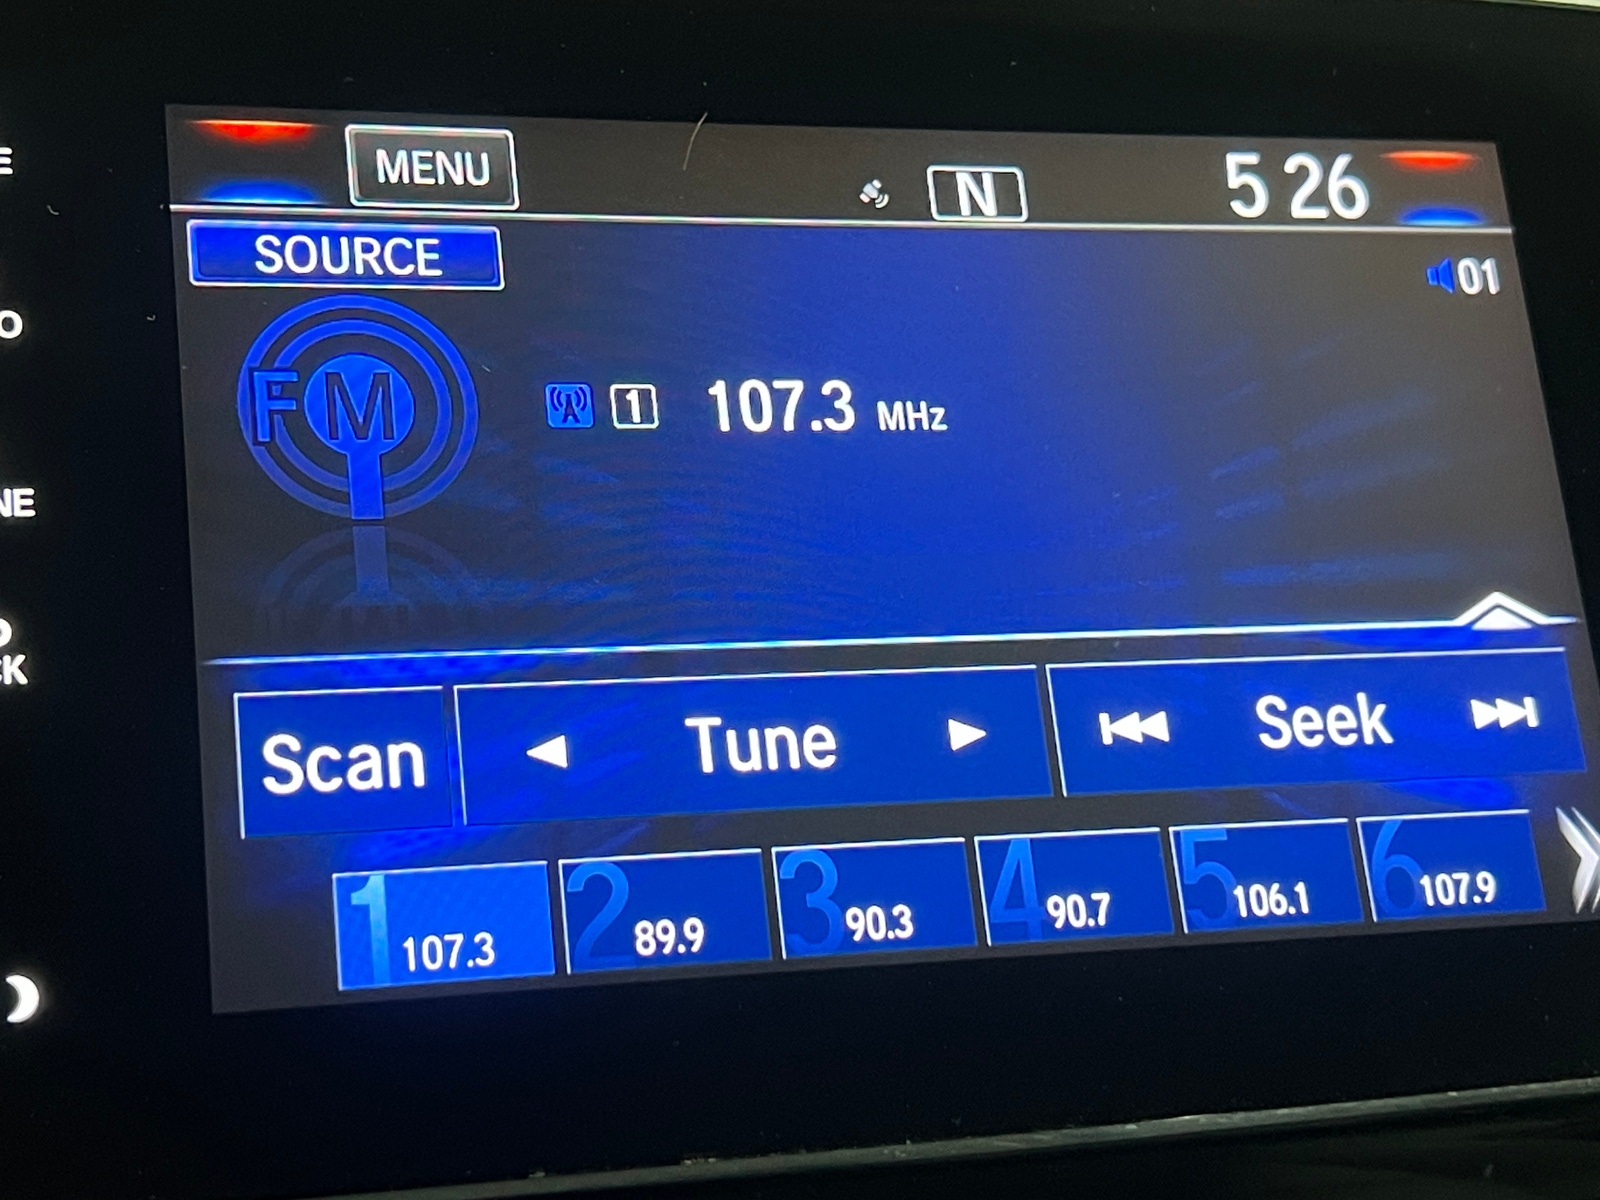 MENU
N
5 26
SOURCE
01
FM
1 107.3 MHz
Scan
Tune
Seek
1 107.3
2 89.9
3 90.3
4 90.7
5 106.1
6 107.9